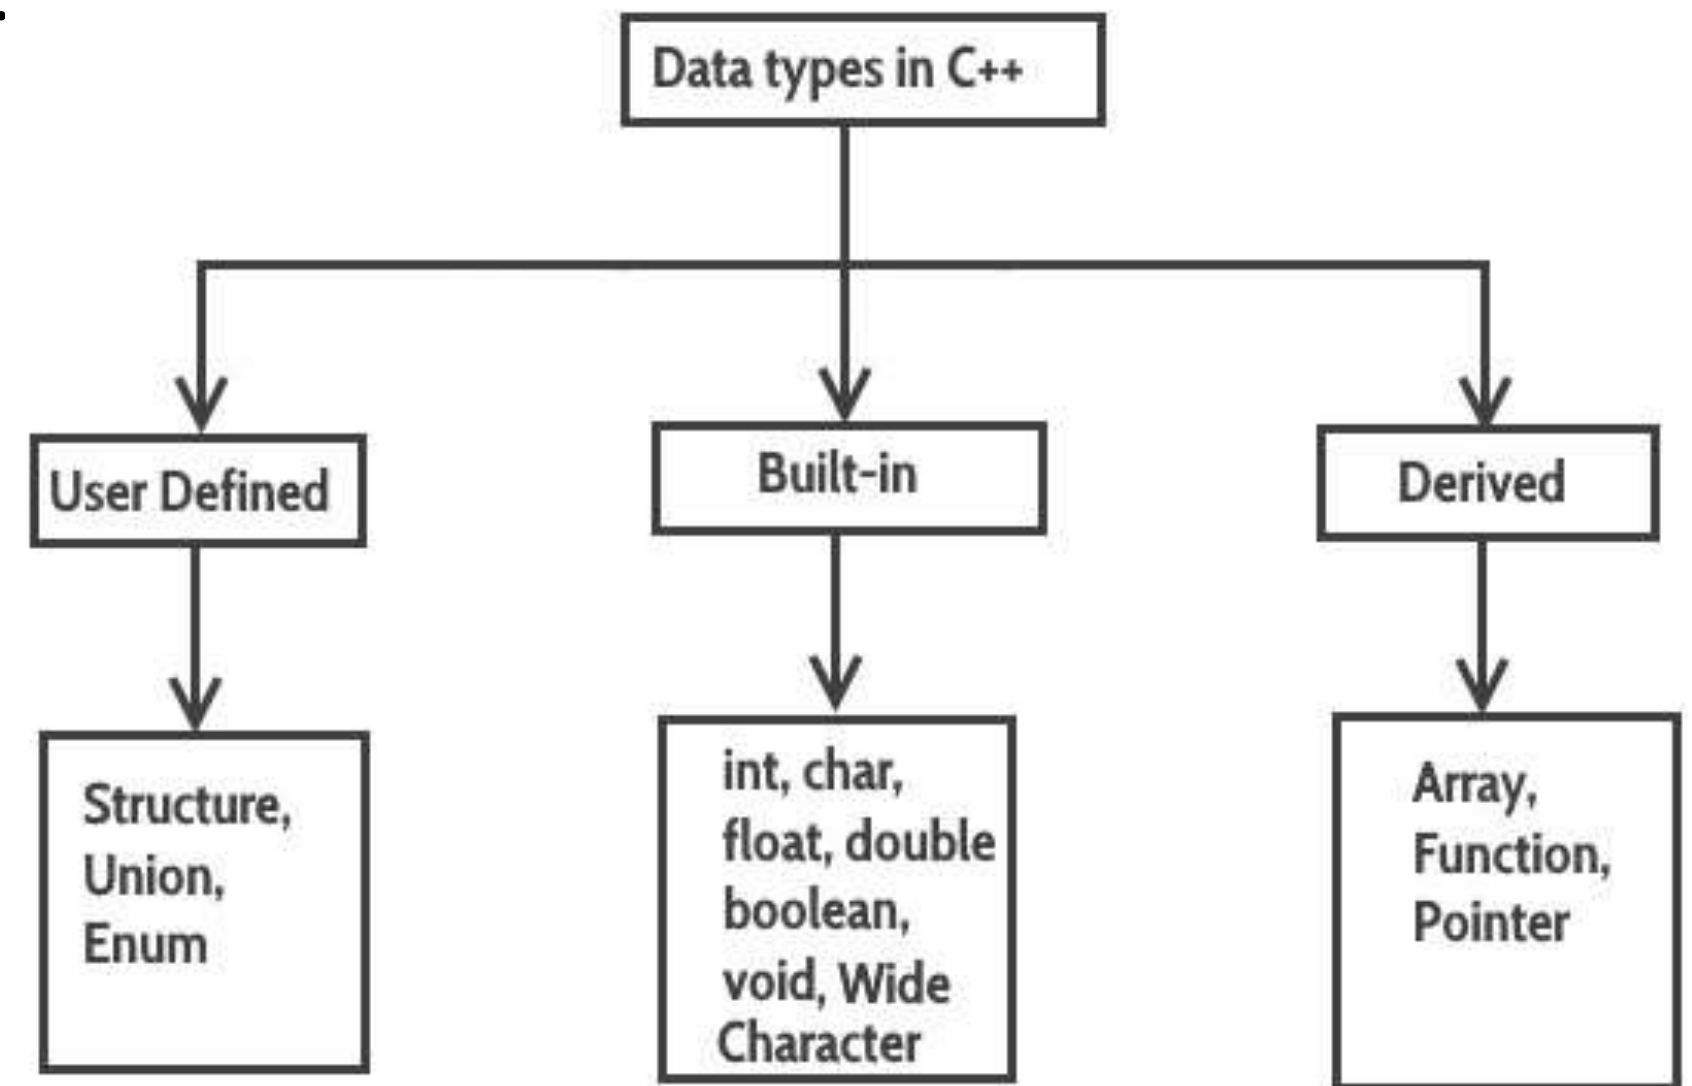 Data types in C++
User Defined
Built-in
Derived
Structure,
Union,
Enum
int, char,
float, double
boolean,
void, Wide
Character
Array,
Function,
Pointer